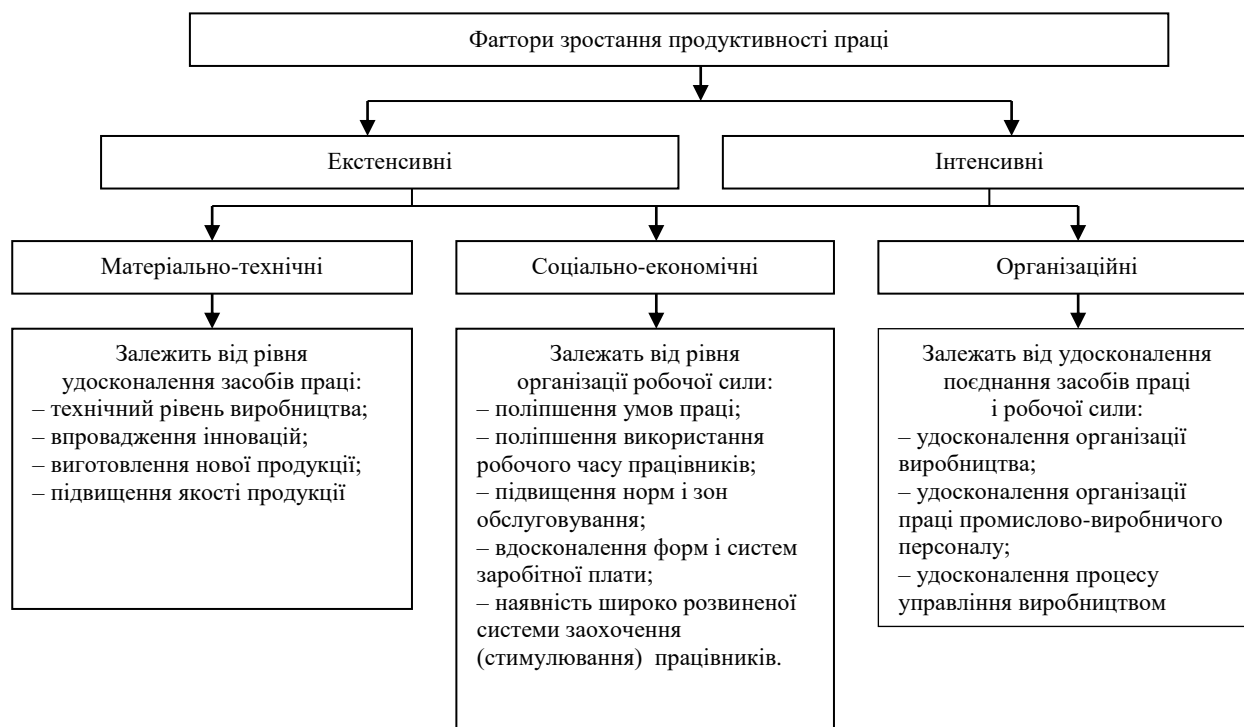 Фаrтори зростання продуктивності праці
Екстенсивні
Інтенсивні
Матеріально-технічні
Соціально-економічні
Організаційні
Залежить від рівня
удосконалення засобів праці:
– технічний рівень виробництва;
– впровадження інновацій;
– виготовлення нової продукції;
– підвищення якості продукції
Залежать від рівня
організації робочої сили:
– поліпшення умов праці;
– поліпшення використання
робочого часу працівників;
– підвищення норм і зон
обслуговування;
– вдосконалення форм і систем
заробітної плати;
– наявність широко розвиненої
системи заохочення
(стимулювання) працівників.
Залежать від удосконалення
поєднання засобів праці
і робочої сили:
– удосконалення організації
виробництва;
– удосконалення організації
праці промислово-виробничого
персоналу;
– удосконалення процесу
управління виробництвом